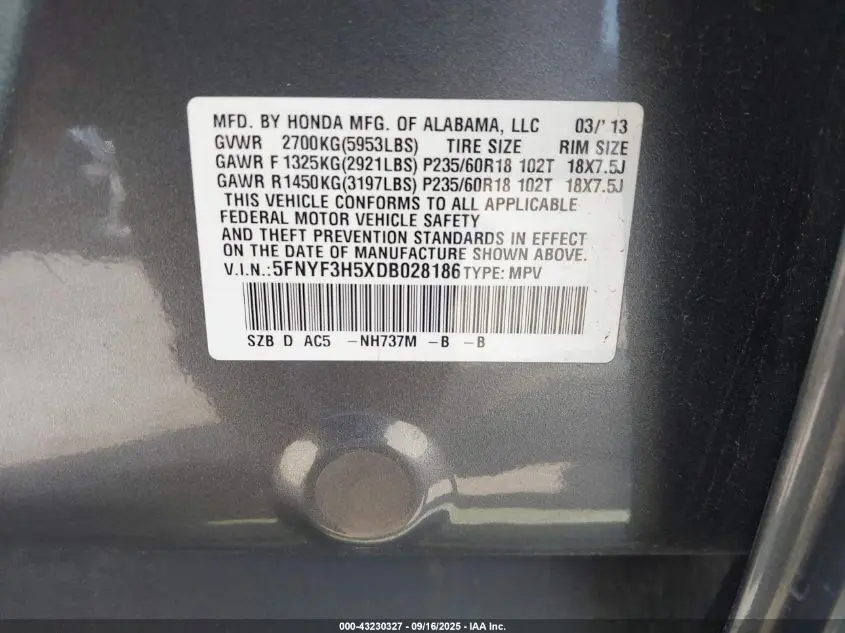 MFD. BY HONDA MFG. OF ALABAMA, LLC 03/'13
GVWR 2700KG(5953LBS) TIRE SIZE RIM SIZE
GAWR F 1325KG(2921LBS) P235/60R18 102T 18X7.5J
GAWR R1450KG(3197LBS) P235/60R18 102T 18X7.5J
THIS VEHICLE CONFORMS TO ALL APPLICABLE
FEDERAL MOTOR VEHICLE SAFETY
AND THEFT PREVENTION STANDARDS IN EFFECT
ON THE DATE OF MANUFACTURE SHOWN ABOVE.
V.I.N.:5FNYF3H5XDB028186 TYPE: MPV
SZB D AC5 -NH737M -B -B
000-43230327 - 09/16/2025 - IAA Inc.